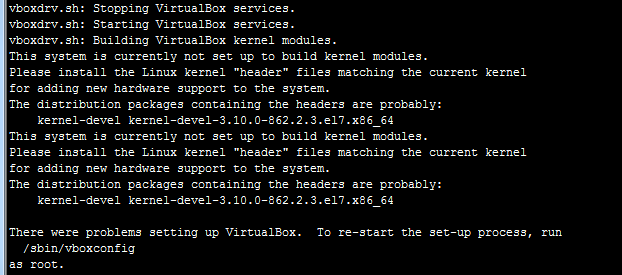 vboxdrv.sh: Stopping VirtualBox services.
vboxdrv.sh: Starting VirtualBox services.
vboxdrv.sh: Building VirtualBox kernel modules.
This system is currently not set up to build kernel modules.
Please install the Linux kernel "header" files matching the current kernel
for adding new hardware support to the system.
The distribution packages containing the headers are probably:
    kernel-devel kernel-devel-3.10.0-862.2.3.el7.x86_64
This system is currently not set up to build kernel modules.
Please install the Linux kernel "header" files matching the current kernel
for adding new hardware support to the system.
The distribution packages containing the headers are probably:
    kernel-devel kernel-devel-3.10.0-862.2.3.el7.x86_64

There were problems setting up VirtualBox.  To re-start the set-up process, run
  /sbin/vboxconfig
as root.